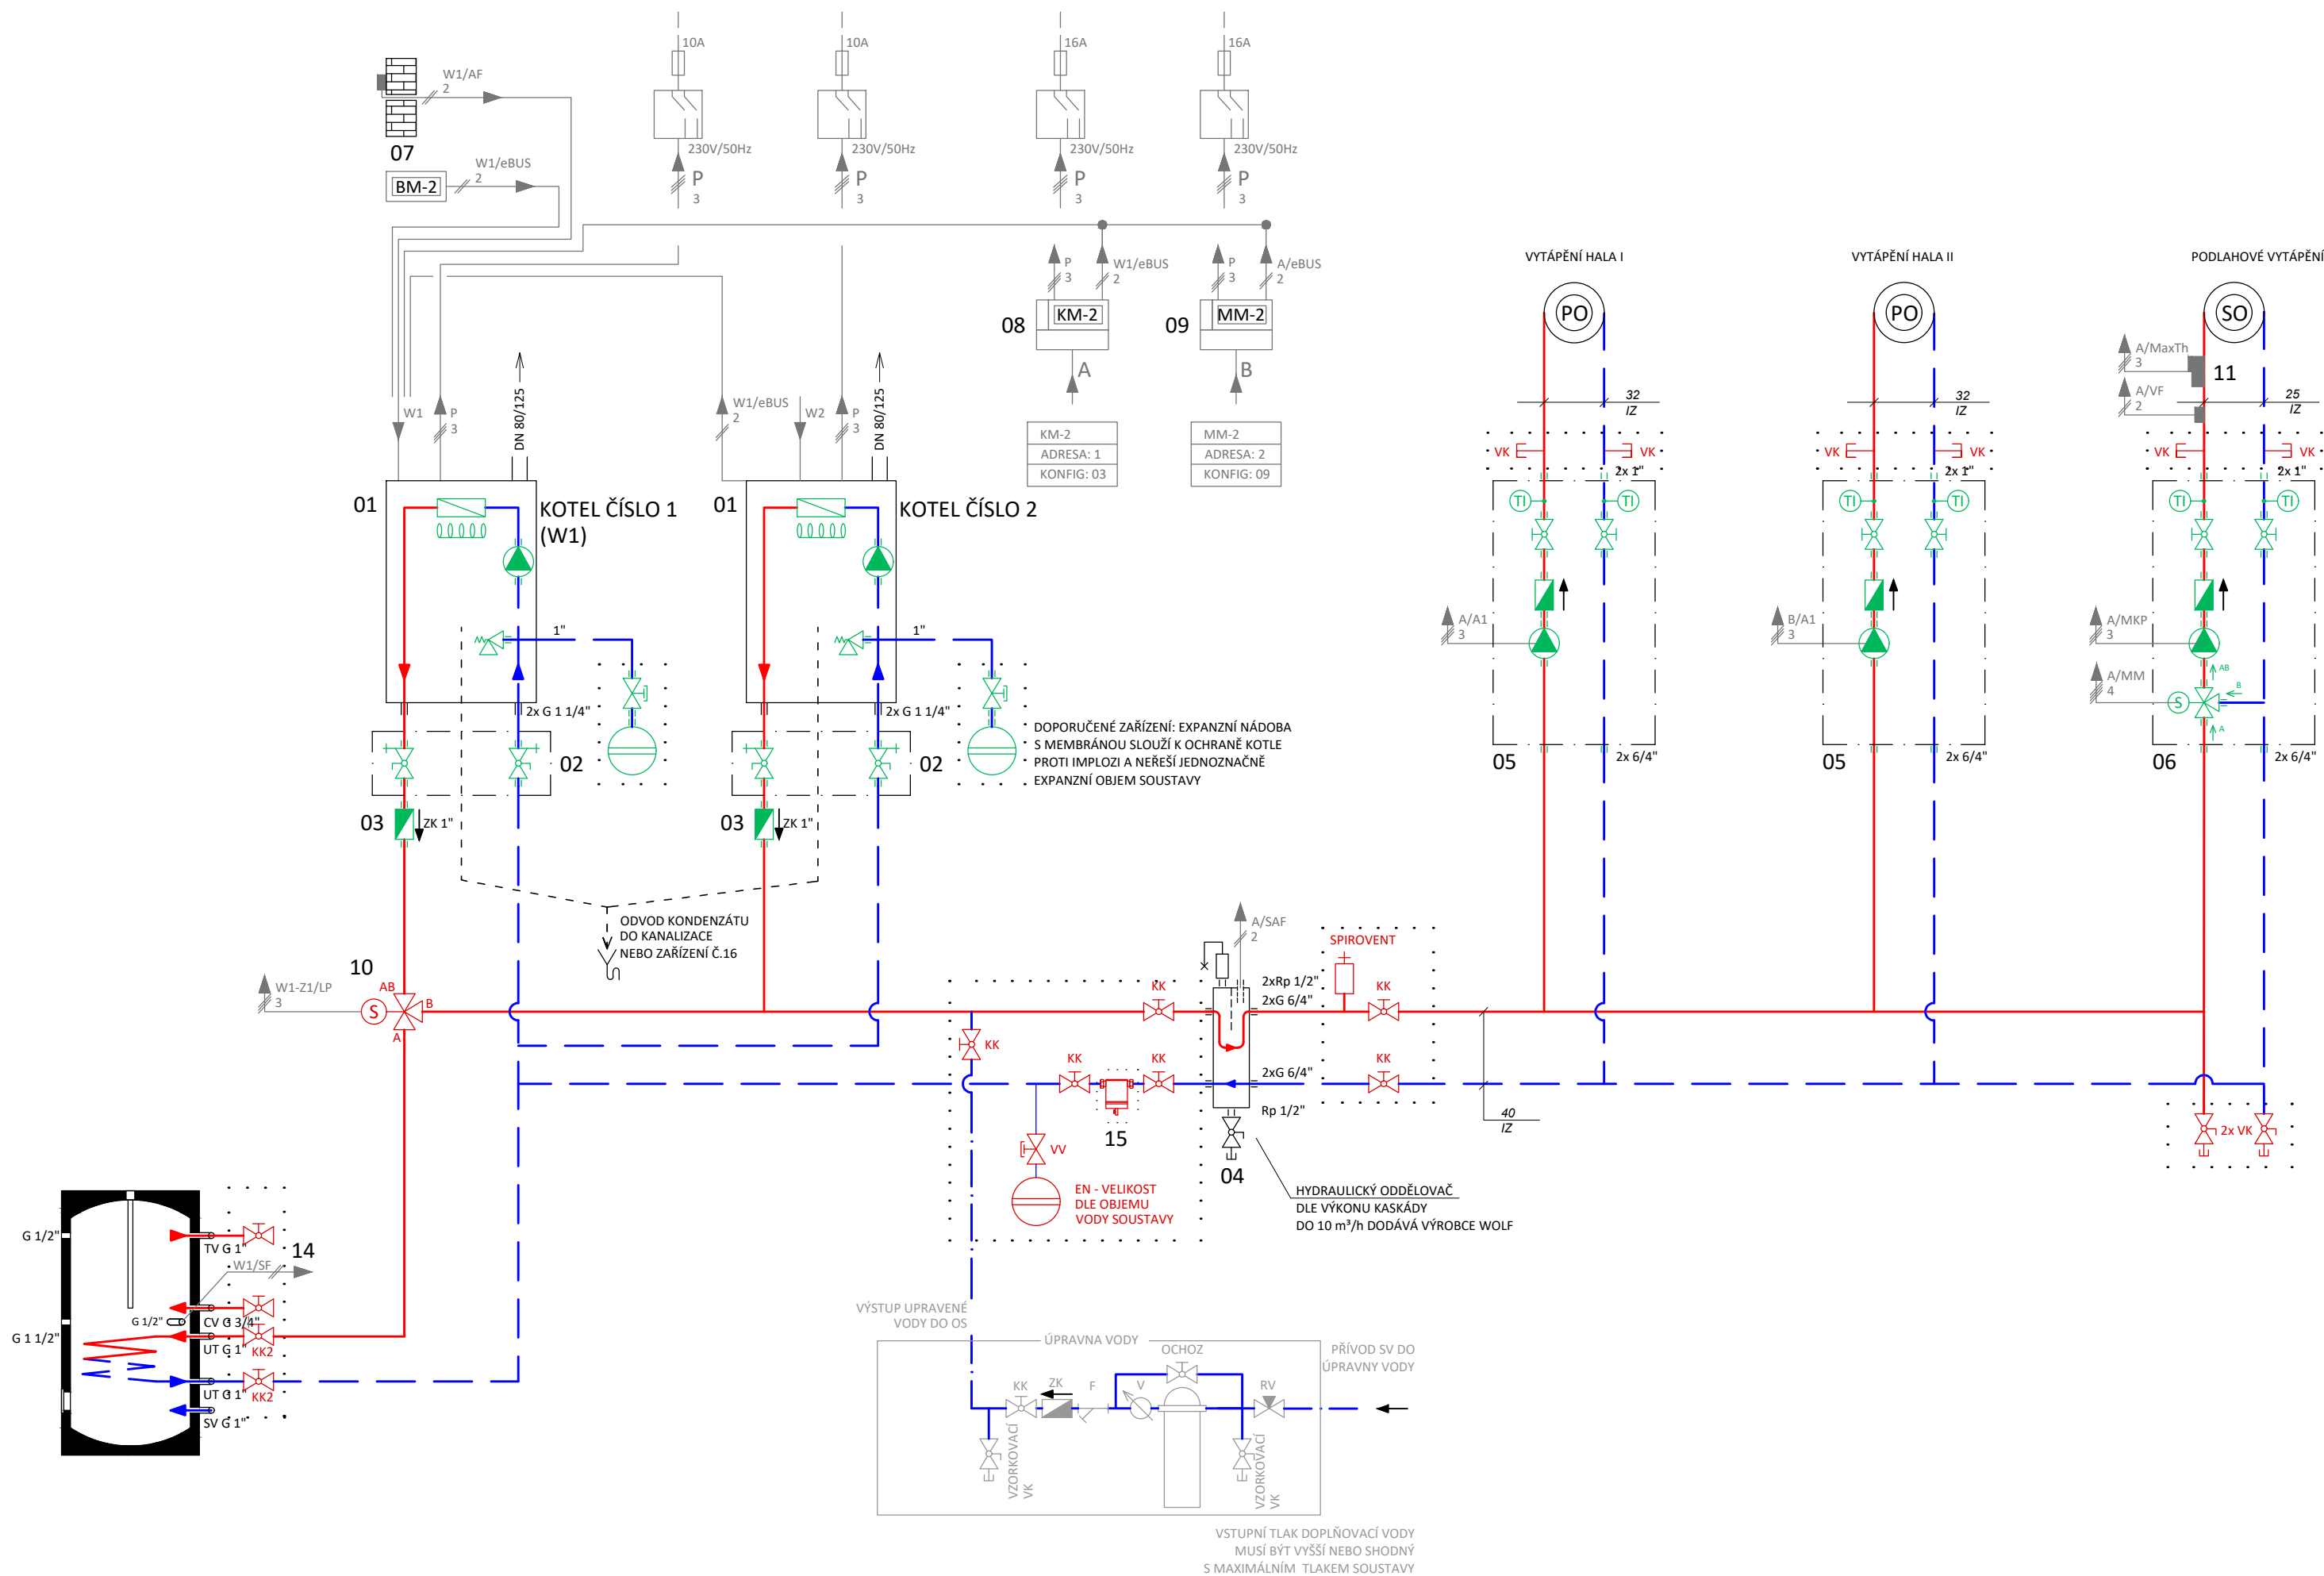 10A
10A
16A
16A
W1/AF
2
07
230V/50Hz
230V/50Hz
230V/50Hz
230V/50Hz
W1/eBUS
2
BM-2
P
3
P
3
P
3
P
3
P
3
W1/eBUS
2
P
3
A/eBUS
2
08
KM-2
09
MM-2
A
B
VYTÁPĚNÍ HALA I
VYTÁPĚNÍ HALA II
PODLAHOVÉ VYTÁPĚNÍ
PO
PO
SO
A/MaxTh
3
11
A/VF
2
32
IZ
32
IZ
25
IZ
W1
P
3
DN 80/125
W1/eBUS
2
W2
P
3
DN 80/125
KM-2
ADRESA: 1
KONFIG: 03
MM-2
ADRESA: 2
KONFIG: 09
VK
VK
VK
VK
VK
VK
2x 1"
2x 1"
2x 1"
01
KOTEL ČÍSLO 1
(W1)
01
KOTEL ČÍSLO 2
TI
TI
TI
TI
TI
TI
1"
1"
A/A1
3
B/A1
3
A/MKP
3
A/MM
4
AB
B
S
A
2x G 1 1/4"
2x G 1 1/4"
02
02
DOPORUČENÉ ZAŘÍZENÍ: EXPANZNÍ NÁDOBA
S MEMBRÁNOU SLOUŽÍ K OCHRANĚ KOTLE
PROTI IMPLOZI A NEŘEŠÍ JEDNOZNAČNĚ
EXPANZNÍ OBJEM SOUSTAVY
05
2x 6/4"
05
2x 6/4"
06
2x 6/4"
03
ZK 1"
03
ZK 1"
ODVOD KONDENZÁTU
DO KANALIZACE
NEBO ZAŘÍZENÍ Č.16
A/SAF
2
SPIROVENT
10
W1-Z1/LP
3
AB
S
B
A
KK
2xRp 1/2"
2xG 6/4"
KK
KK
KK
KK
2xG 6/4"
KK
Rp 1/2"
40
IZ
15
VV
04
2x VK
EN - VELIKOST
DLE OBJEMU
VODY SOUSTAVY
HYDRAULICKÝ ODDĚLOVAČ
DLE VÝKONU KASKÁDY
DO 10 m³/h DODÁVÁ VÝROBCE WOLF
G 1/2"
TV G 1"
14
W1/SF
G 1/2"
CV G 3/4"
G 1 1/2"
UT G 1"
KK2
UT G 1"
KK2
SV G 1"
VÝSTUP UPRAVENÉ
VODY DO OS
ÚPRAVNA VODY
OCHOZ
PŘÍVOD SV DO
ÚPRAVNY VODY
KK
ZK
F
V
RV
VZORKOVACÍ
VK
VZORKOVACÍ
VK
VSTUPNÍ TLAK DOPLŇOVACÍ VODY
MUSÍ BÝT VYŠŠÍ NEBO SHODNÝ
S MAXIMÁLNÍM TLAKEM SOUSTAVY